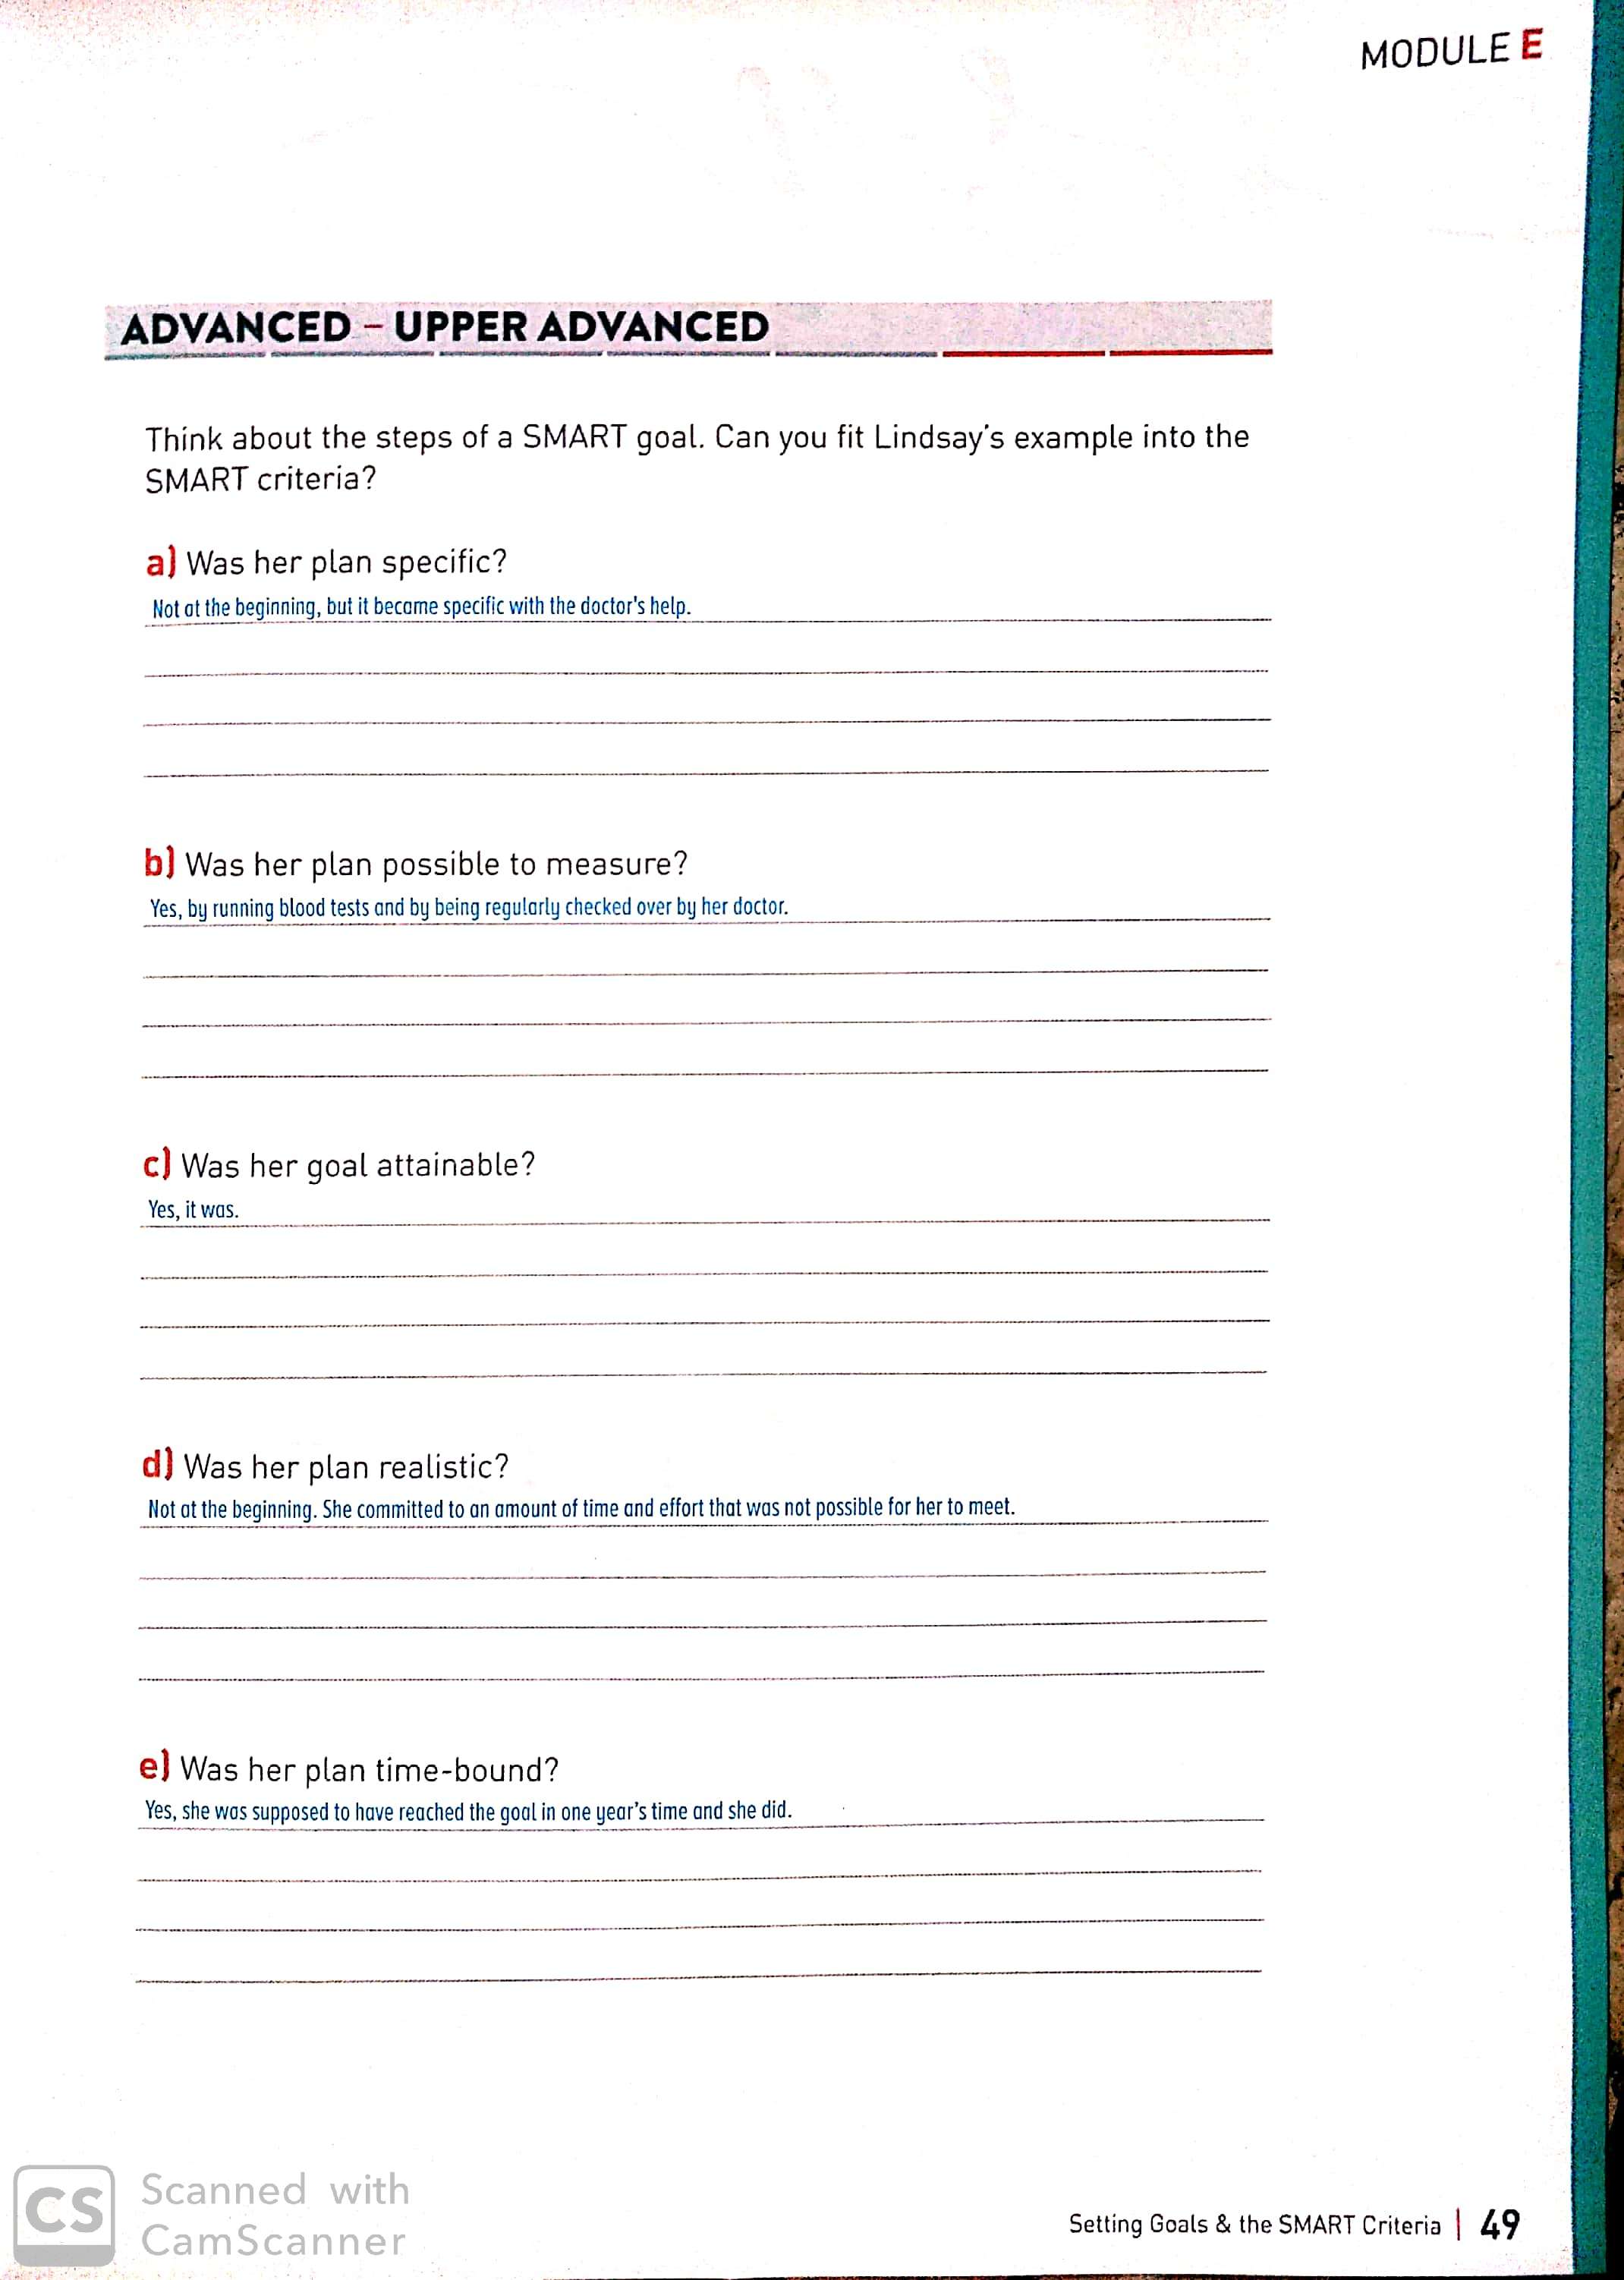 MODULE E
ADVANCED – UPPER ADVANCED
Think about the steps of a SMART goal. Can you fit Lindsay's example into the
SMART criteria?
a) Was her plan specific?
Not at the beginning, but it became specific with the doctor's help.
b) Was her plan possible to measure?
Yes, by running blood tests and by being regularly checked over by her doctor.
c) Was her goal attainable?
Yes, it was.
d) Was her plan realistic?
Not at the beginning. She committed to an amount of time and effort that was not possible for her to meet.
e) Was her plan time-bound?
Yes, she was supposed to have reached the goal in one year's time and she did.
Setting Goals & the SMART Criteria | 49
CS
Scanned with
CamScanner